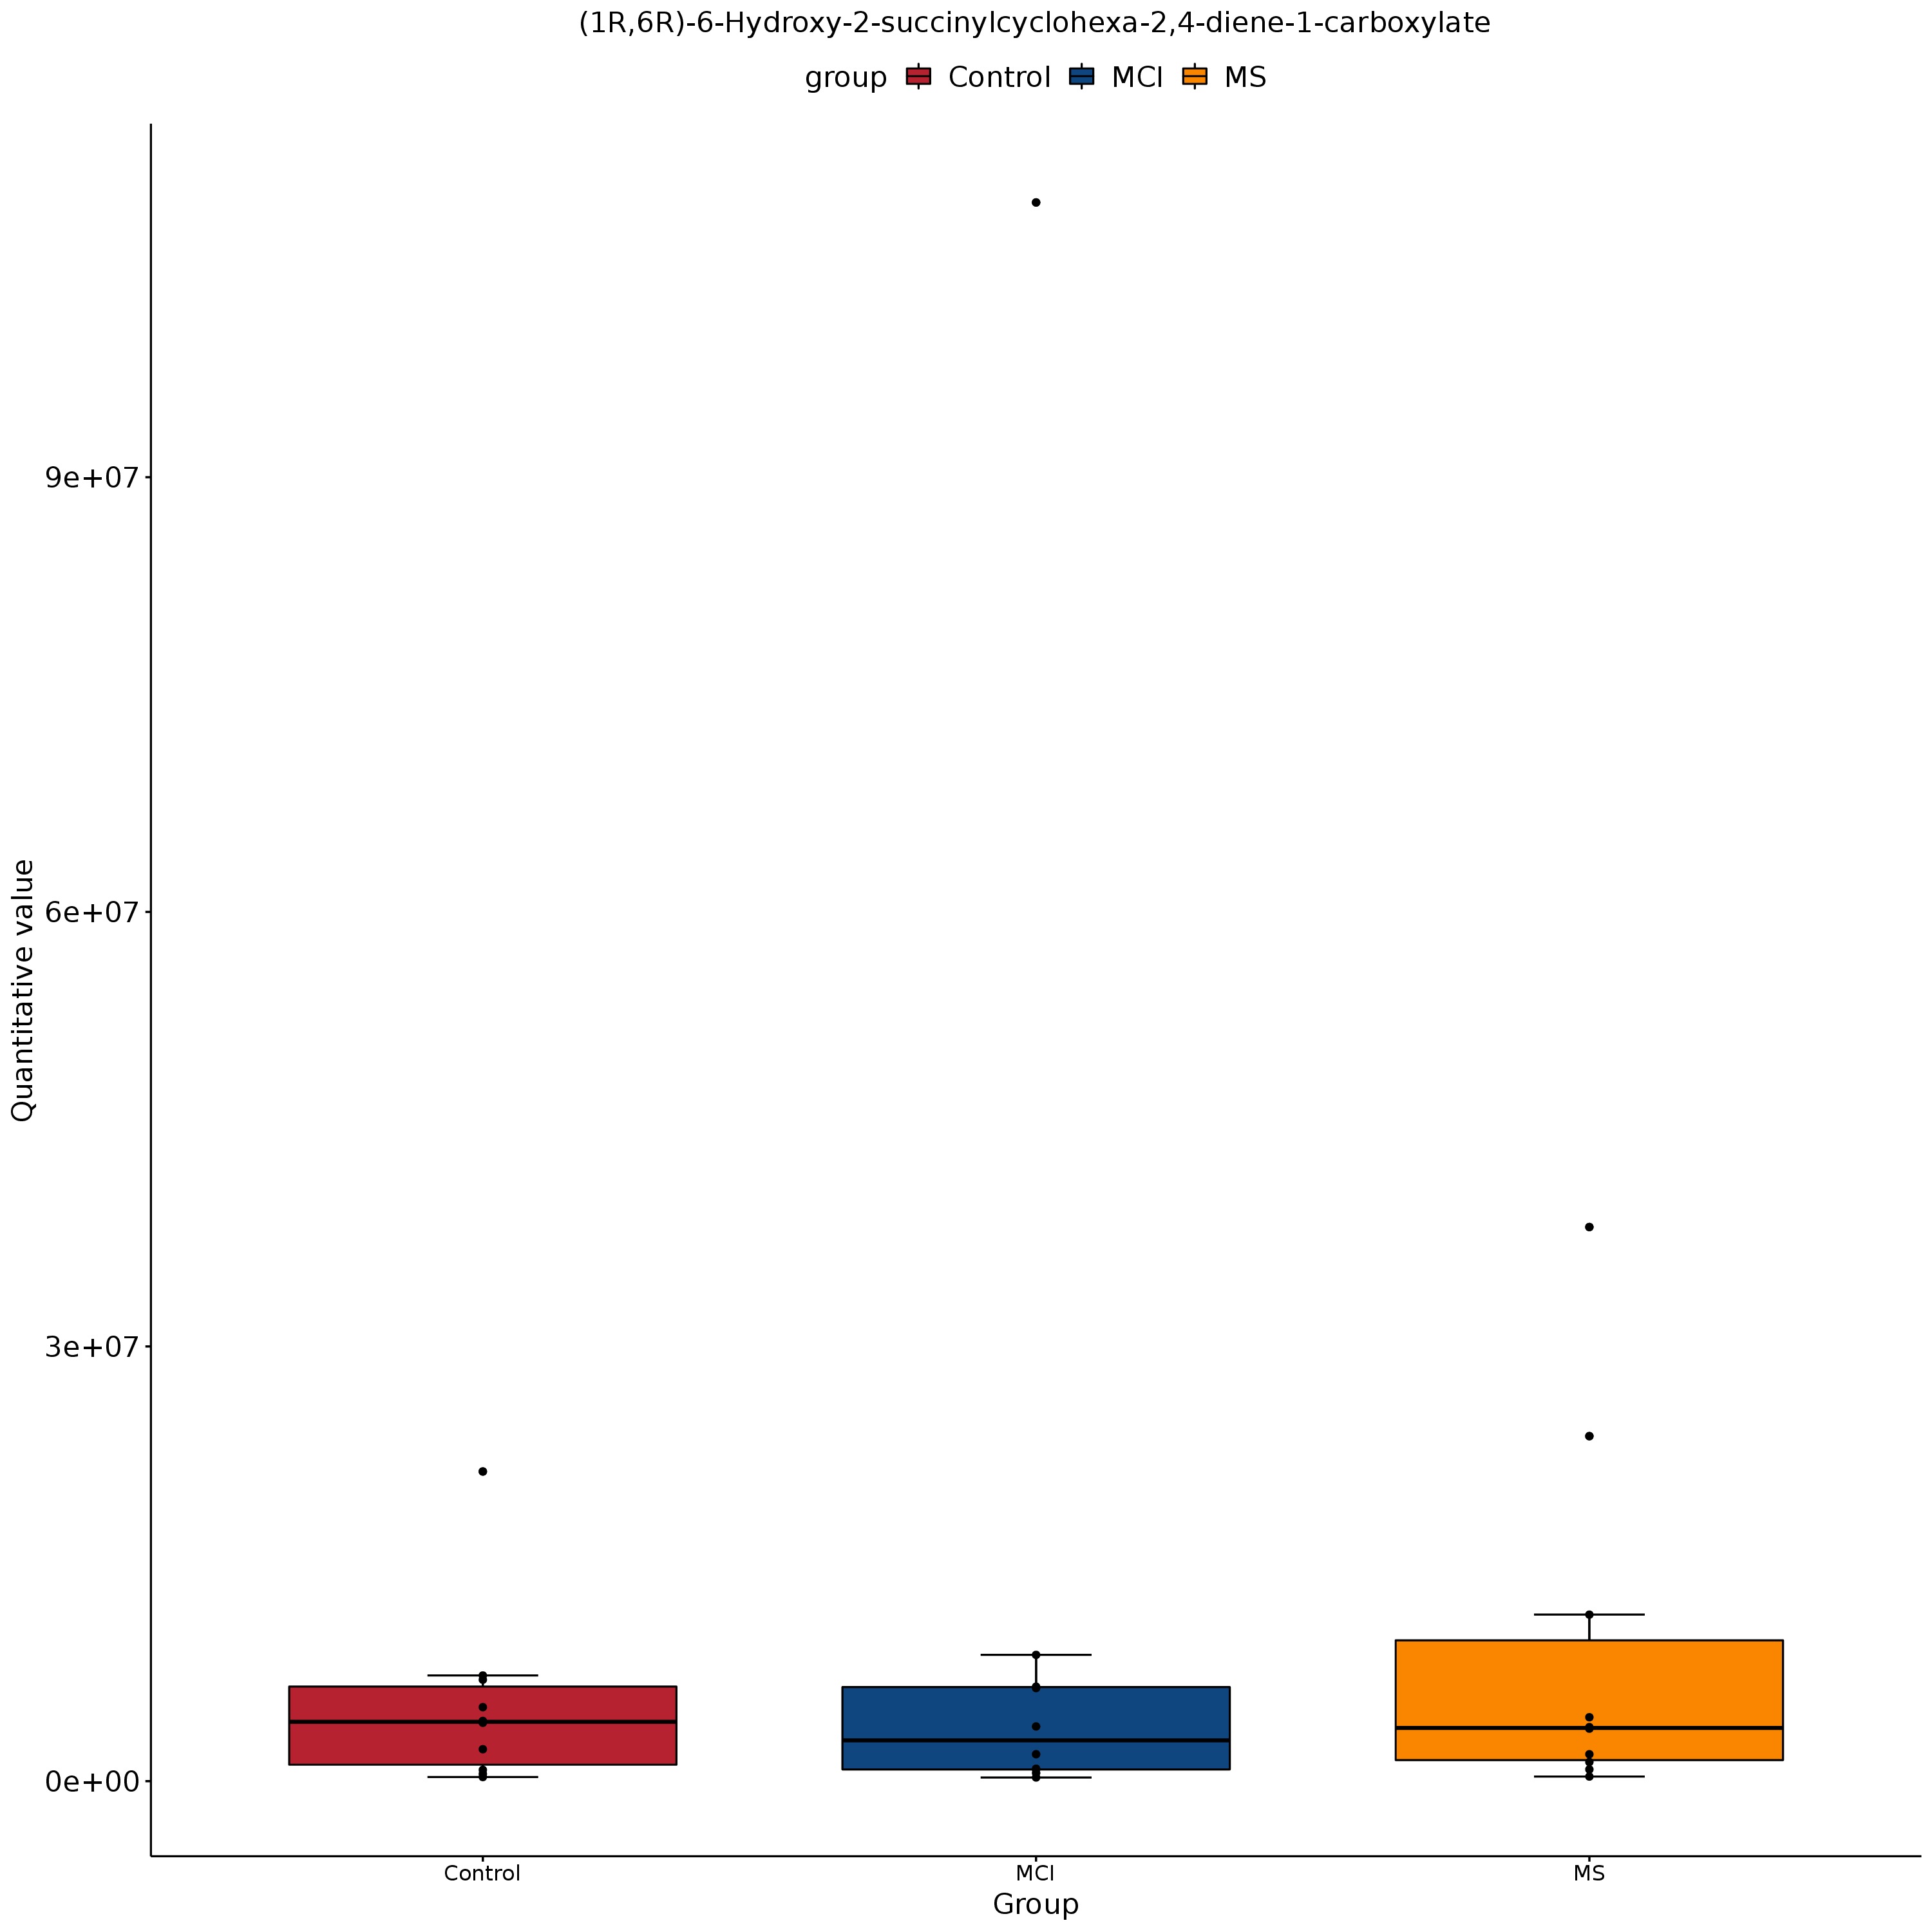 (1R,6R)-6-Hydroxy-2-succinylcyclohexa-2,4-diene-1-carboxylate
group Control MCI MS
Quantitative value
9e+07
6e+07
3e+07
0e+00
Control MCI MS
Group